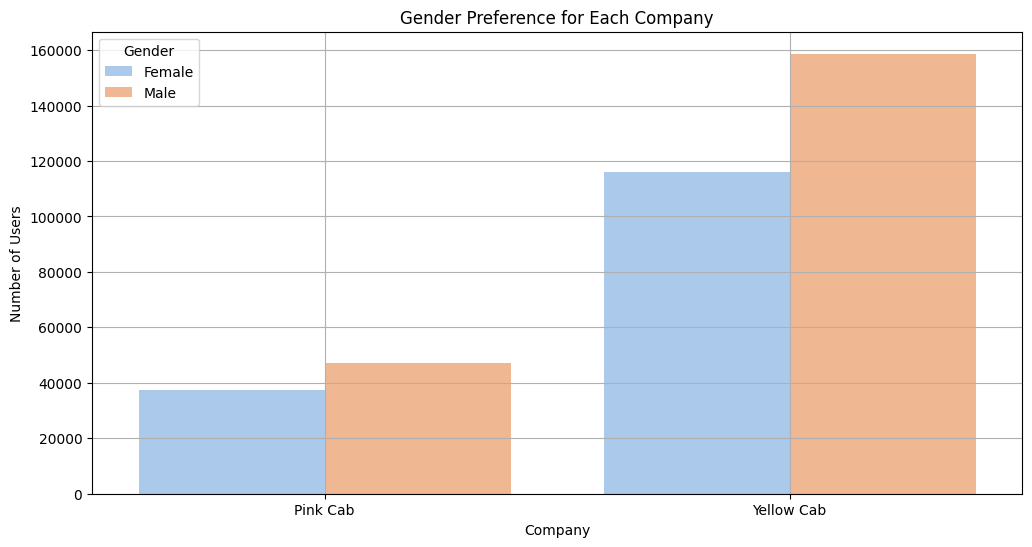 Gender Preference for Each Company
Gender
Female
Male
Number of Users
160000
140000
120000
100000
80000
60000
40000
20000
0
Pink Cab
Yellow Cab
Company